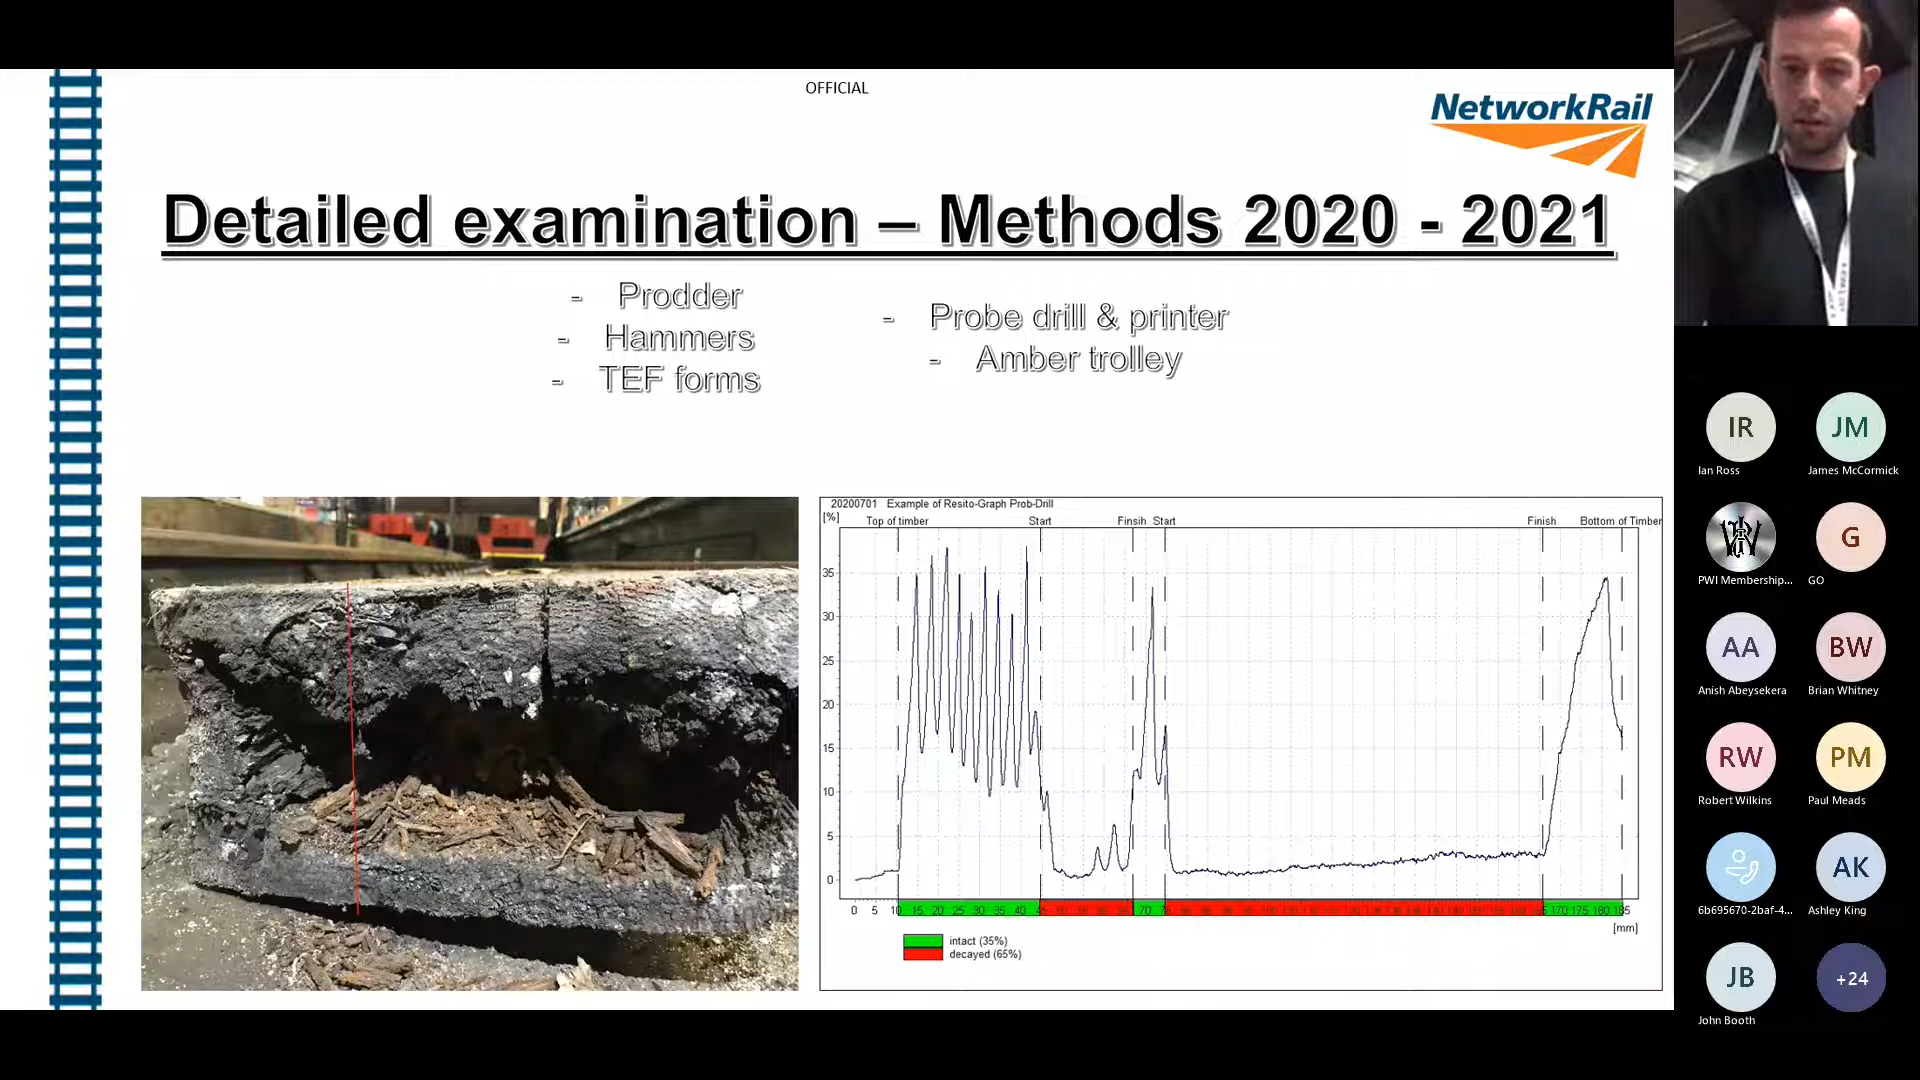 OFFICIAL
NetworkRail
Detailed examination – Methods 2020 - 2021
- Prodder
- Hammers
- TEF forms
- Probe drill & printer
- Amber trolley
20200701 Example of Resito-Graph Prob-Drill
[%]
Top of timber Start Finsih Start Finish Bottom of Timber
35
30
25
20
15
10
5
0
0 5 10 15 20 25 30 35 40 45 70 75 170 175 180 185
[mm]
intact (35%)
decayed (65%)
IR JM
Ian Ross James McCormick
PWI Membership... GO
G
AA BW
Anish Abeysekera Brian Whitney
RW PM
Robert Wilkins Paul Meads
AK
6b695670-2baf-4... Ashley King
JB +24
John Booth